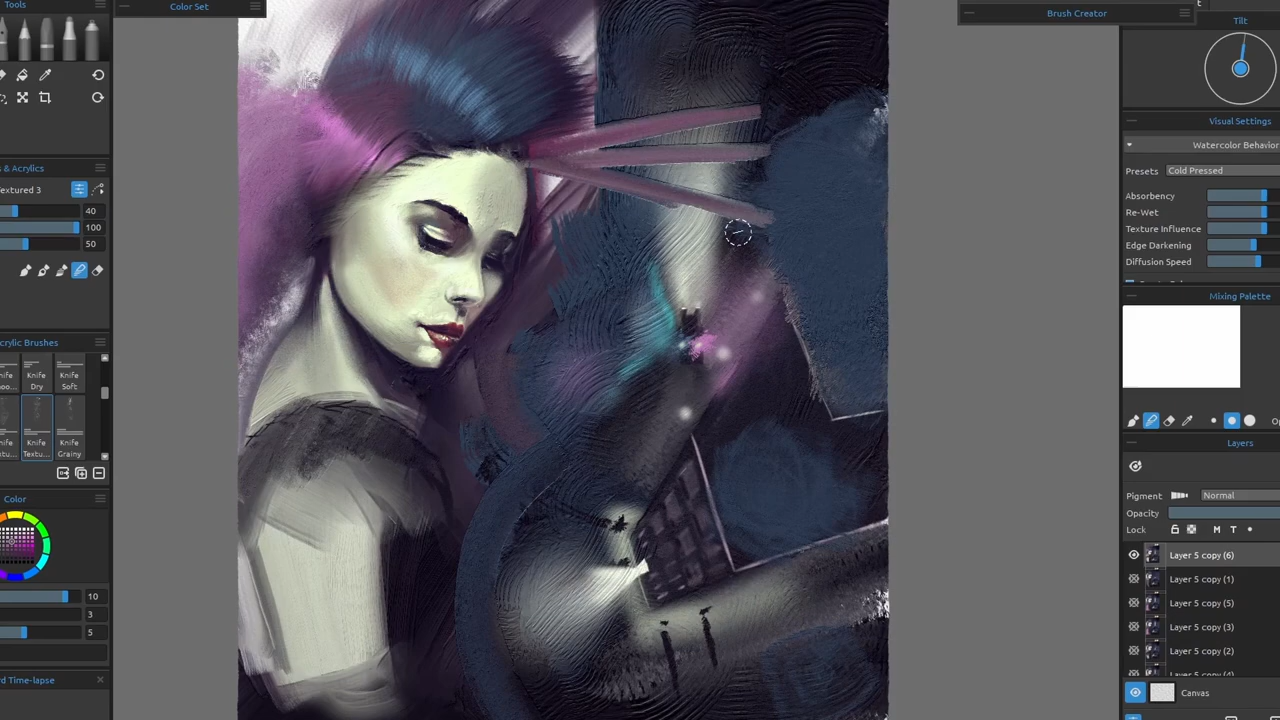 Tools
Color Set
Brush Creator
Tilt
s & Acrylics
Textured 3
40
100
50
Visual Settings
Watercolor Behavior
Presets Cold Pressed
Absorbency
Re-Wet
Texture Influence
Edge Darkening
Diffusion Speed
Mixing Palette
crylic Brushes
Knife
Dry
Knife
Soft
Knife
Textu...
Knife
Grainy
Color
10
3
5
rd Time-lapse
Layers
Pigment Normal
Opacity
Lock M T
Layer 5 copy (6)
Layer 5 copy (1)
Layer 5 copy (5)
Layer 5 copy (3)
Layer 5 copy (2)
Canvas